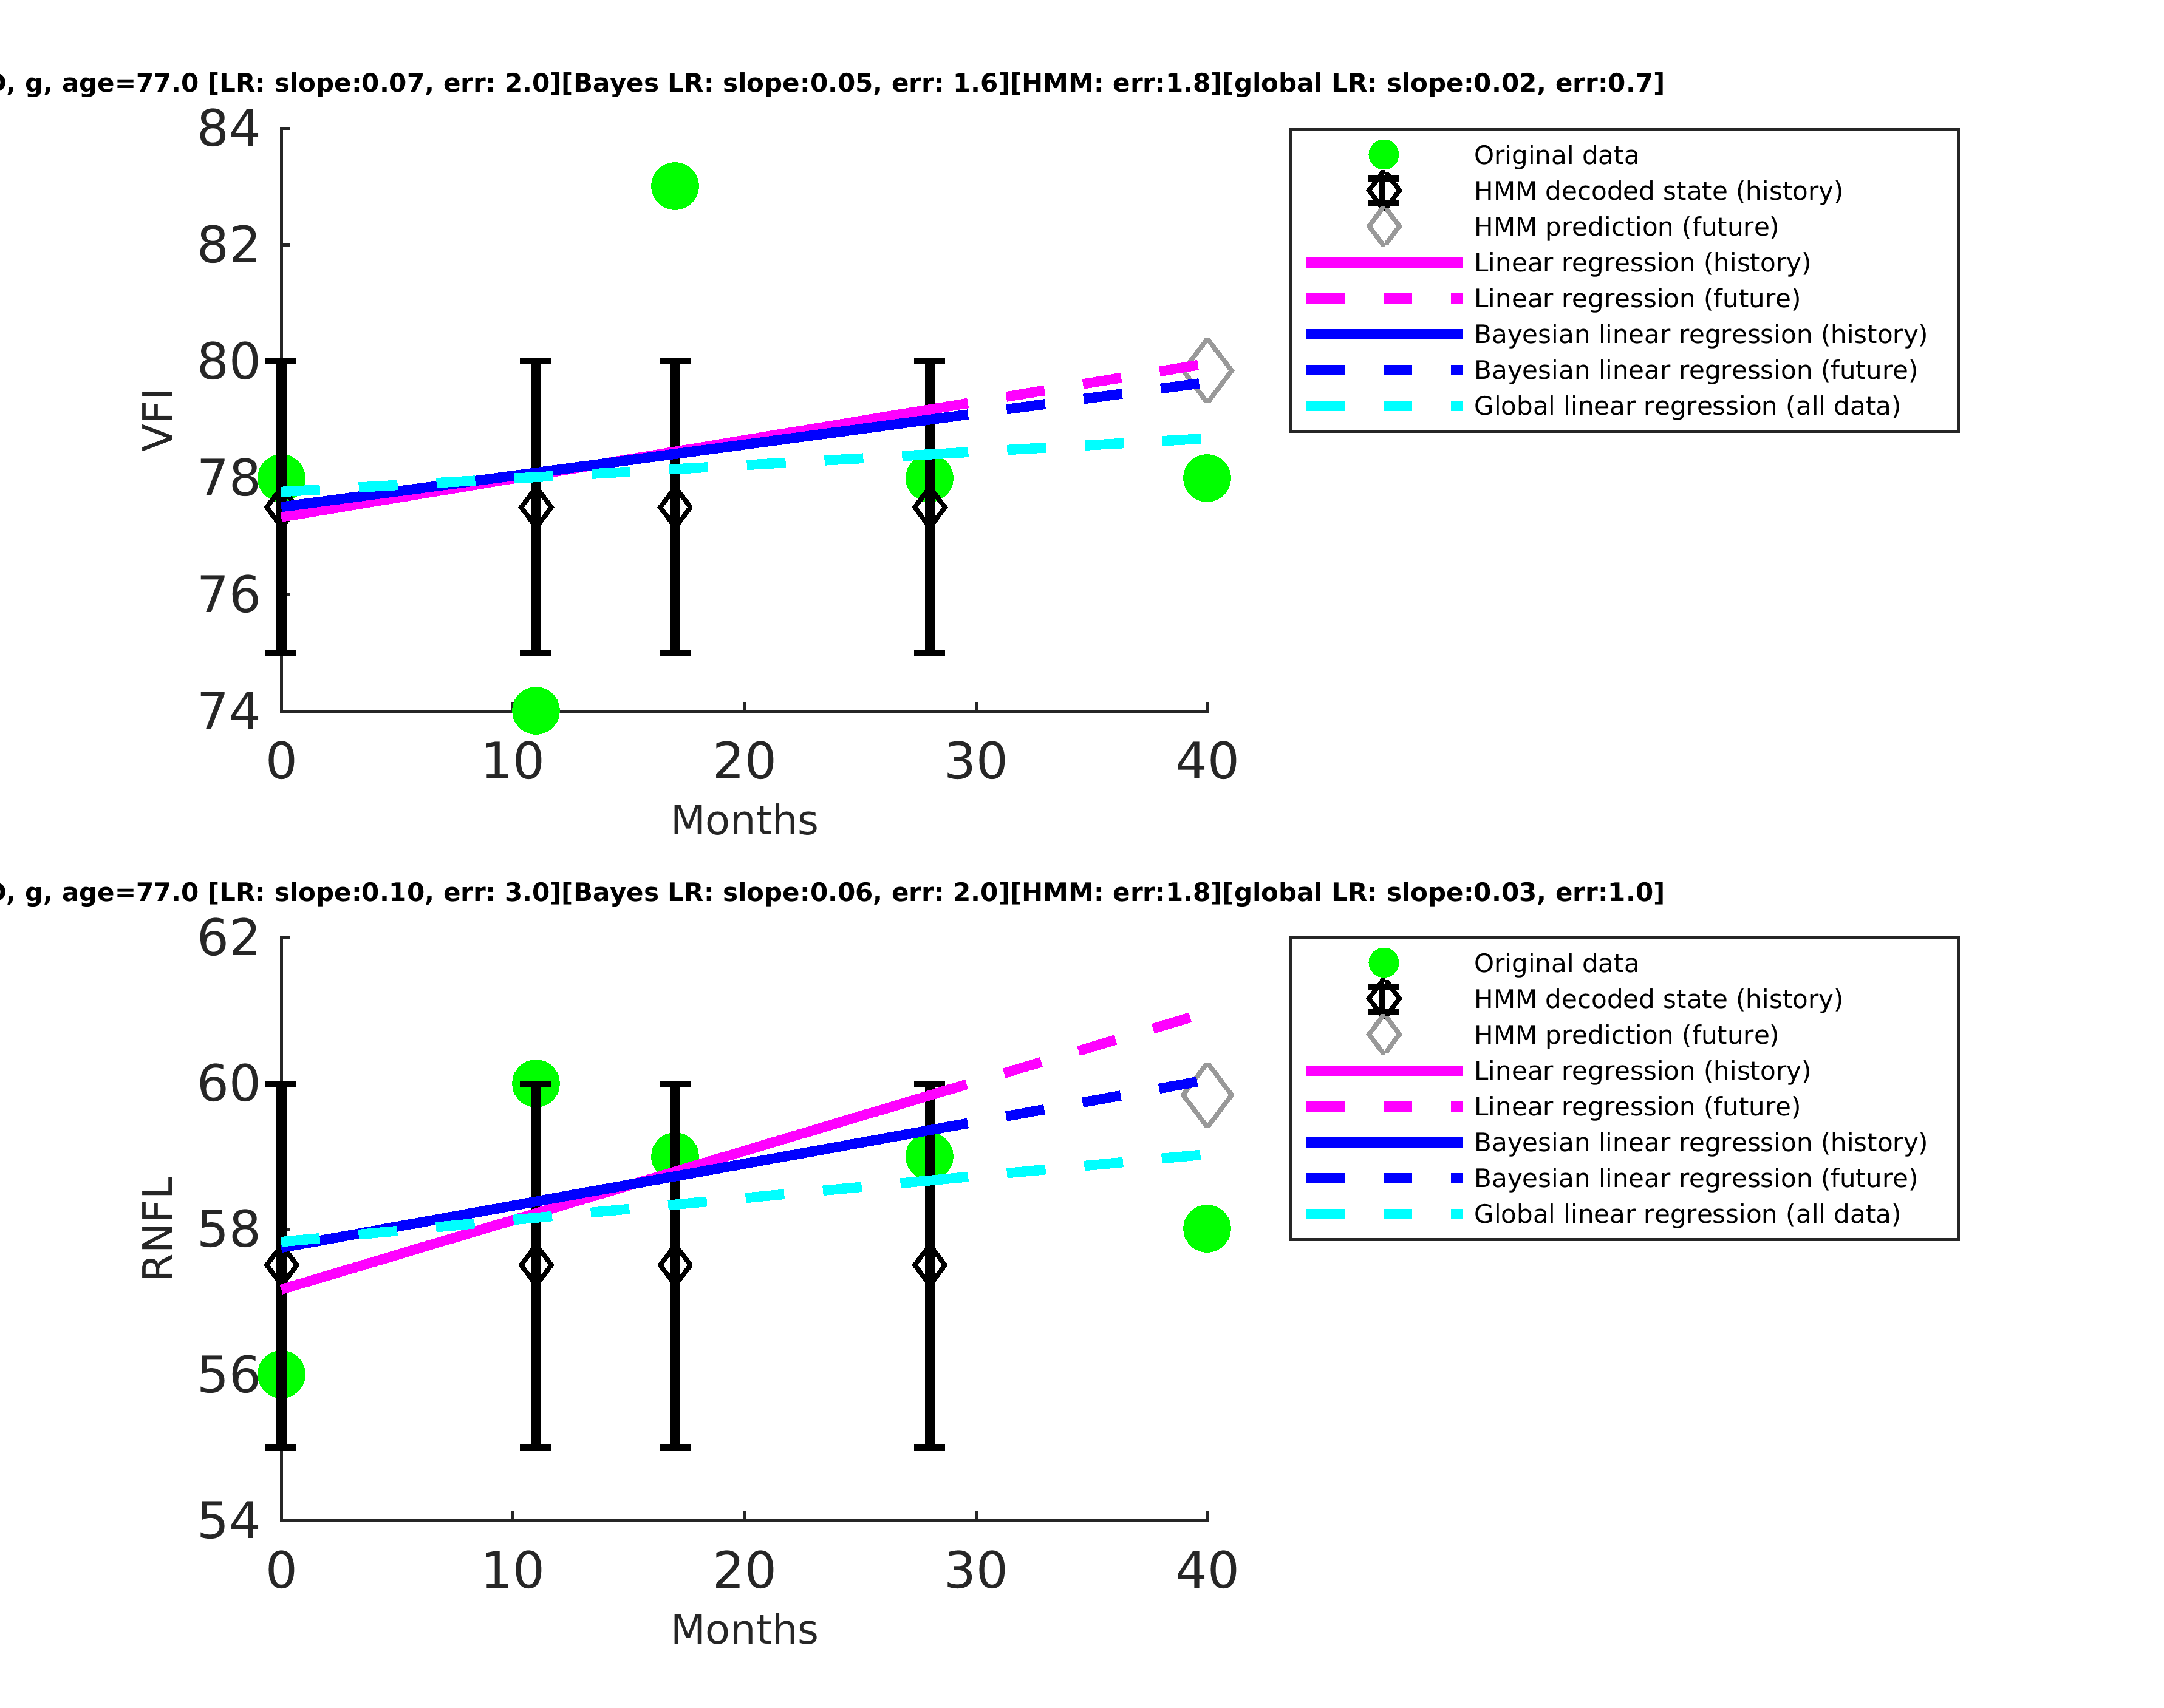 g, age=77.0 [LR: slope:0.07, err: 2.0][Bayes LR: slope:0.05, err: 1.6][HMM: err:1.8][global LR: slope:0.02, err:0.7]
84
82
80
78
76
74
VFI
0 10 20 30 40
Months
Original data
HMM decoded state (history)
HMM prediction (future)
Linear regression (history)
Linear regression (future)
Bayesian linear regression (history)
Bayesian linear regression (future)
Global linear regression (all data)
g, age=77.0 [LR: slope:0.10, err: 3.0][Bayes LR: slope:0.06, err: 2.0][HMM: err:1.8][global LR: slope:0.03, err:1.0]
62
60
58
56
54
RNFL
0 10 20 30 40
Months
Original data
HMM decoded state (history)
HMM prediction (future)
Linear regression (history)
Linear regression (future)
Bayesian linear regression (history)
Bayesian linear regression (future)
Global linear regression (all data)